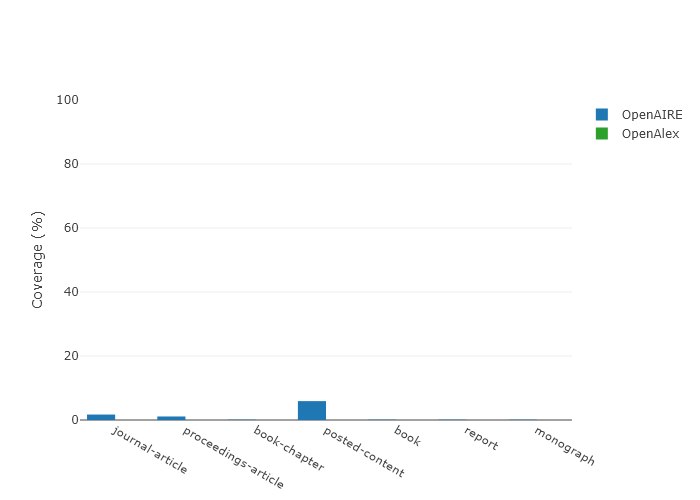 100
80
60
40
20
0
Coverage (%)
journal-article
proceedings-article
book-chapter
posted-content
book
report
monograph
OpenAIRE
OpenAlex